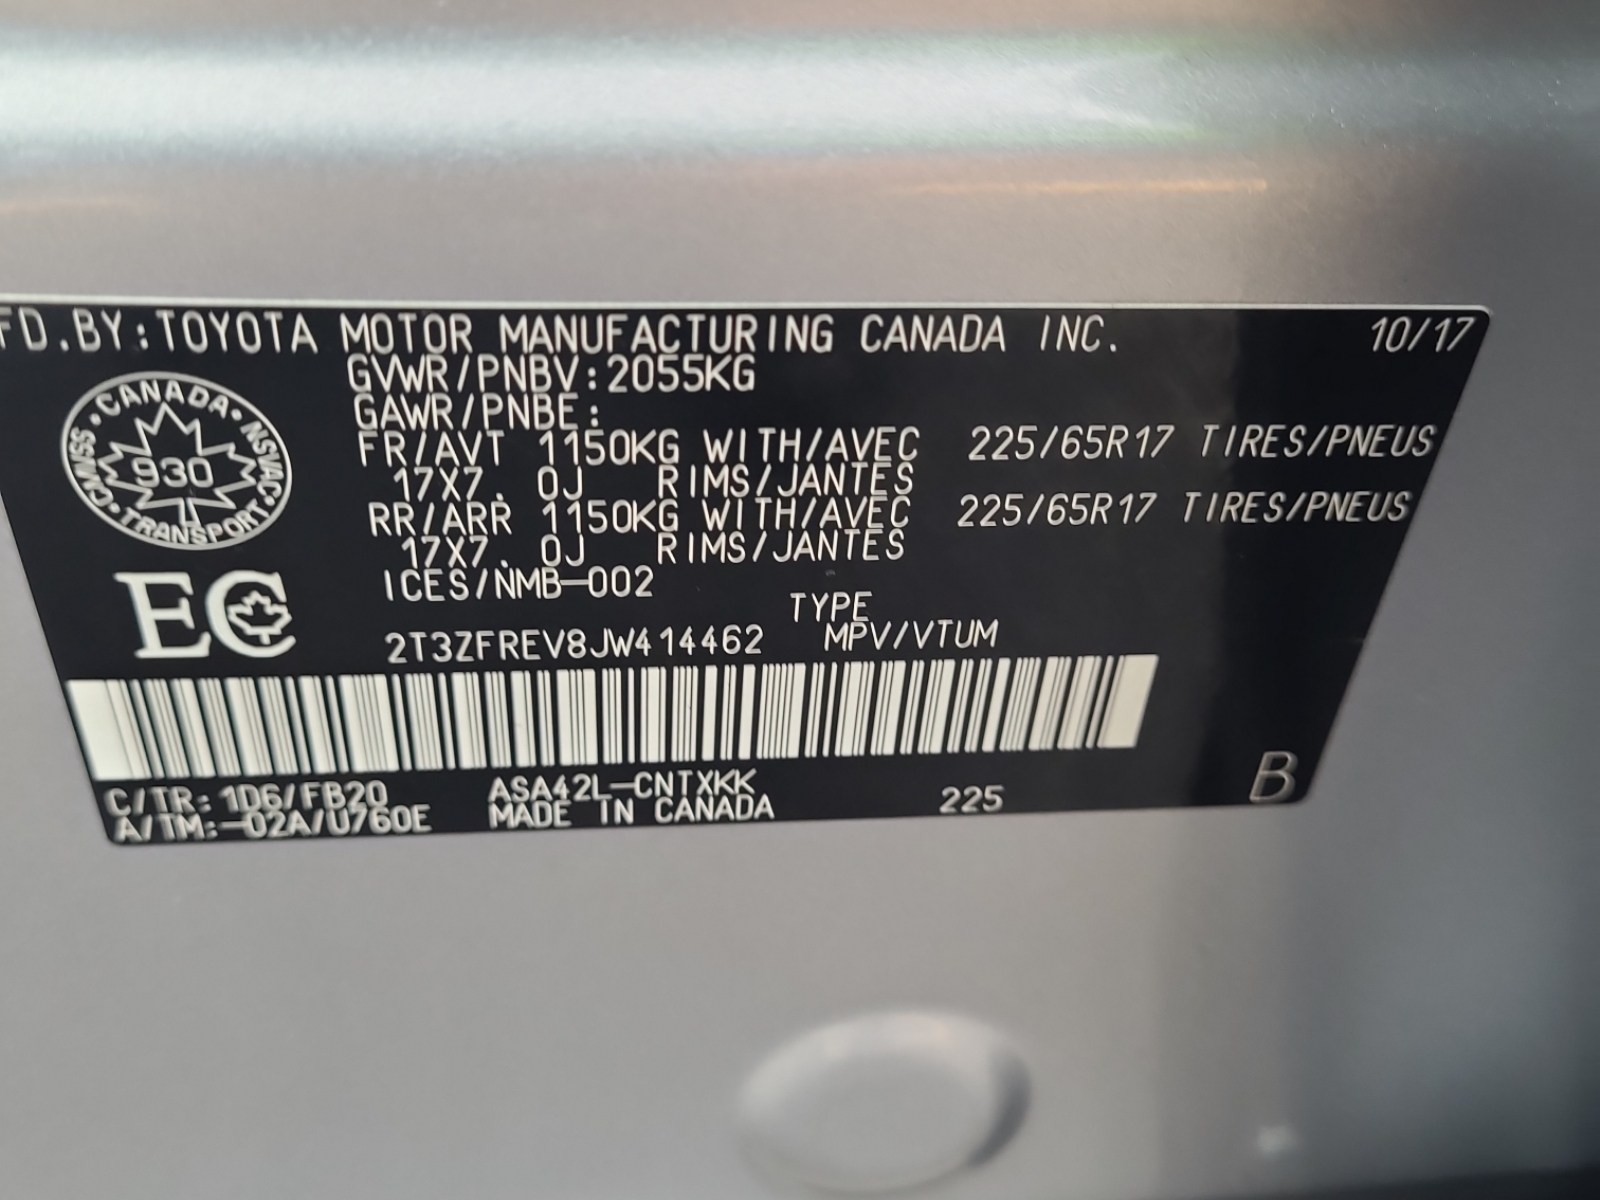 FD.BY:TOYOTA MOTOR MANUFACTURING CANADA INC. 10/17
GVWR/PNBV:2055KG
GAWR/PNBE:
FR/AVT 1150KG WITH/AVEC 225/65R17 TIRES/PNEUS
17X7. 0J RIMS/JANTES
RR/ARR 1150KG WITH/AVEC 225/65R17 TIRES/PNEUS
17X7. 0J RIMS/JANTES
ICES/NMB-002
CANADA
NSVAC
TRANSPORT
CMVSS
930
EC
TYPE
2T3ZFREV8JW414462 MPV/VTUM
C/TR: 1D6/FB20 ASA42L-CNTXKK
A/TM:-02A/U760E MADE IN CANADA 225 B